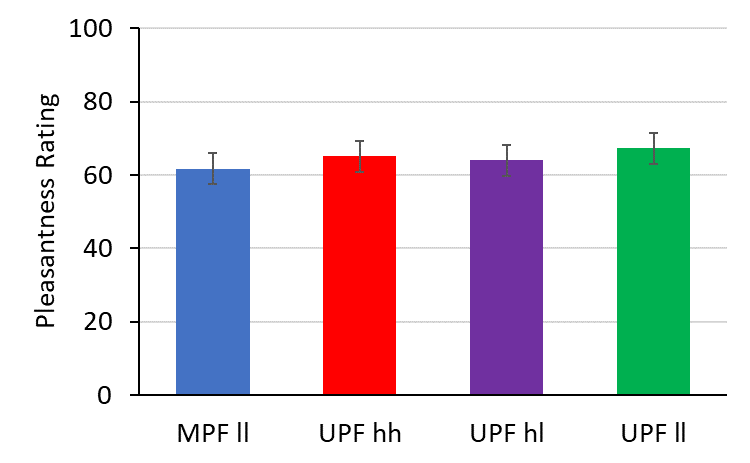 100
80
60
40
20
0
Pleasantness Rating
MPF ll
UPF hh
UPF hl
UPF ll